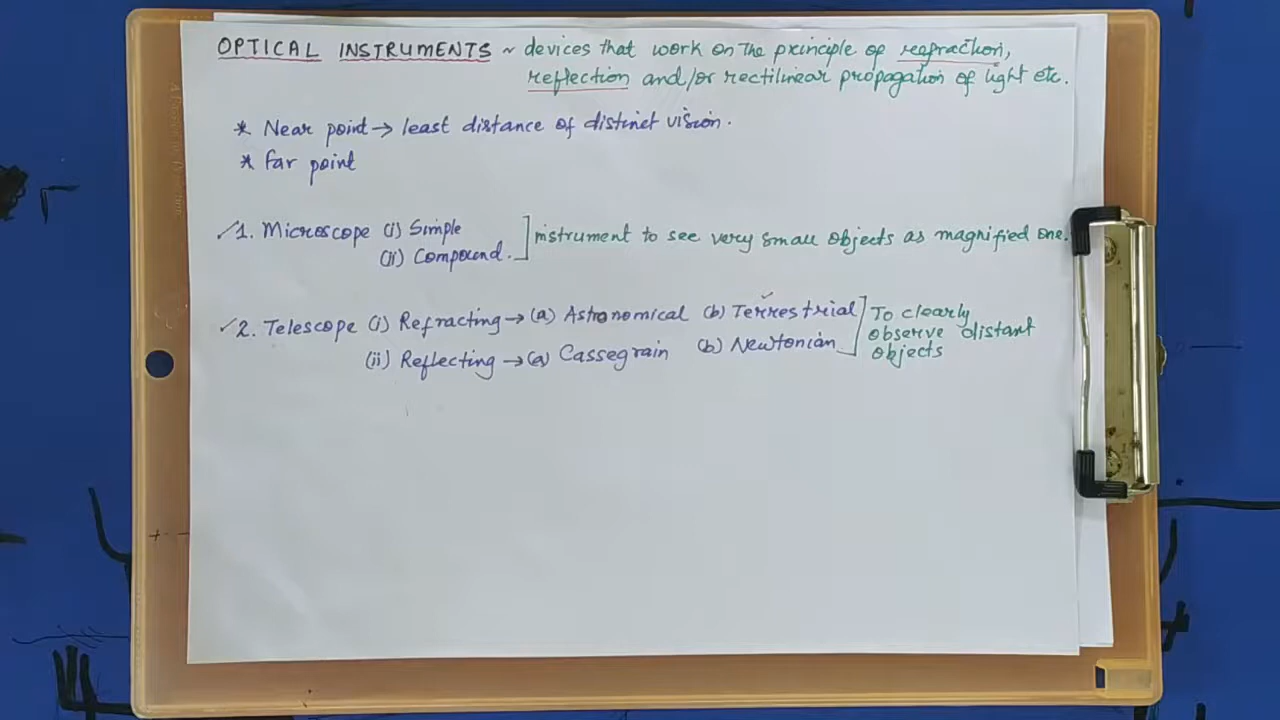 OPTICAL INSTRUMENTS ~ devices that work on the principle of refraction,
reflection and/or rectilinear propagation of light etc.
* Near point → least distance of distinct vision.
* Far point
✓1. Microscope (i) Simple
(ii) Compound.
instrument to see very small objects as magnified one.
✓2. Telescope (i) Refracting → (a) Astronomical (b) Terrestrial
(ii) Reflecting → (a) Cassegrain (b) Newtonian
To clearly
observe distant
objects